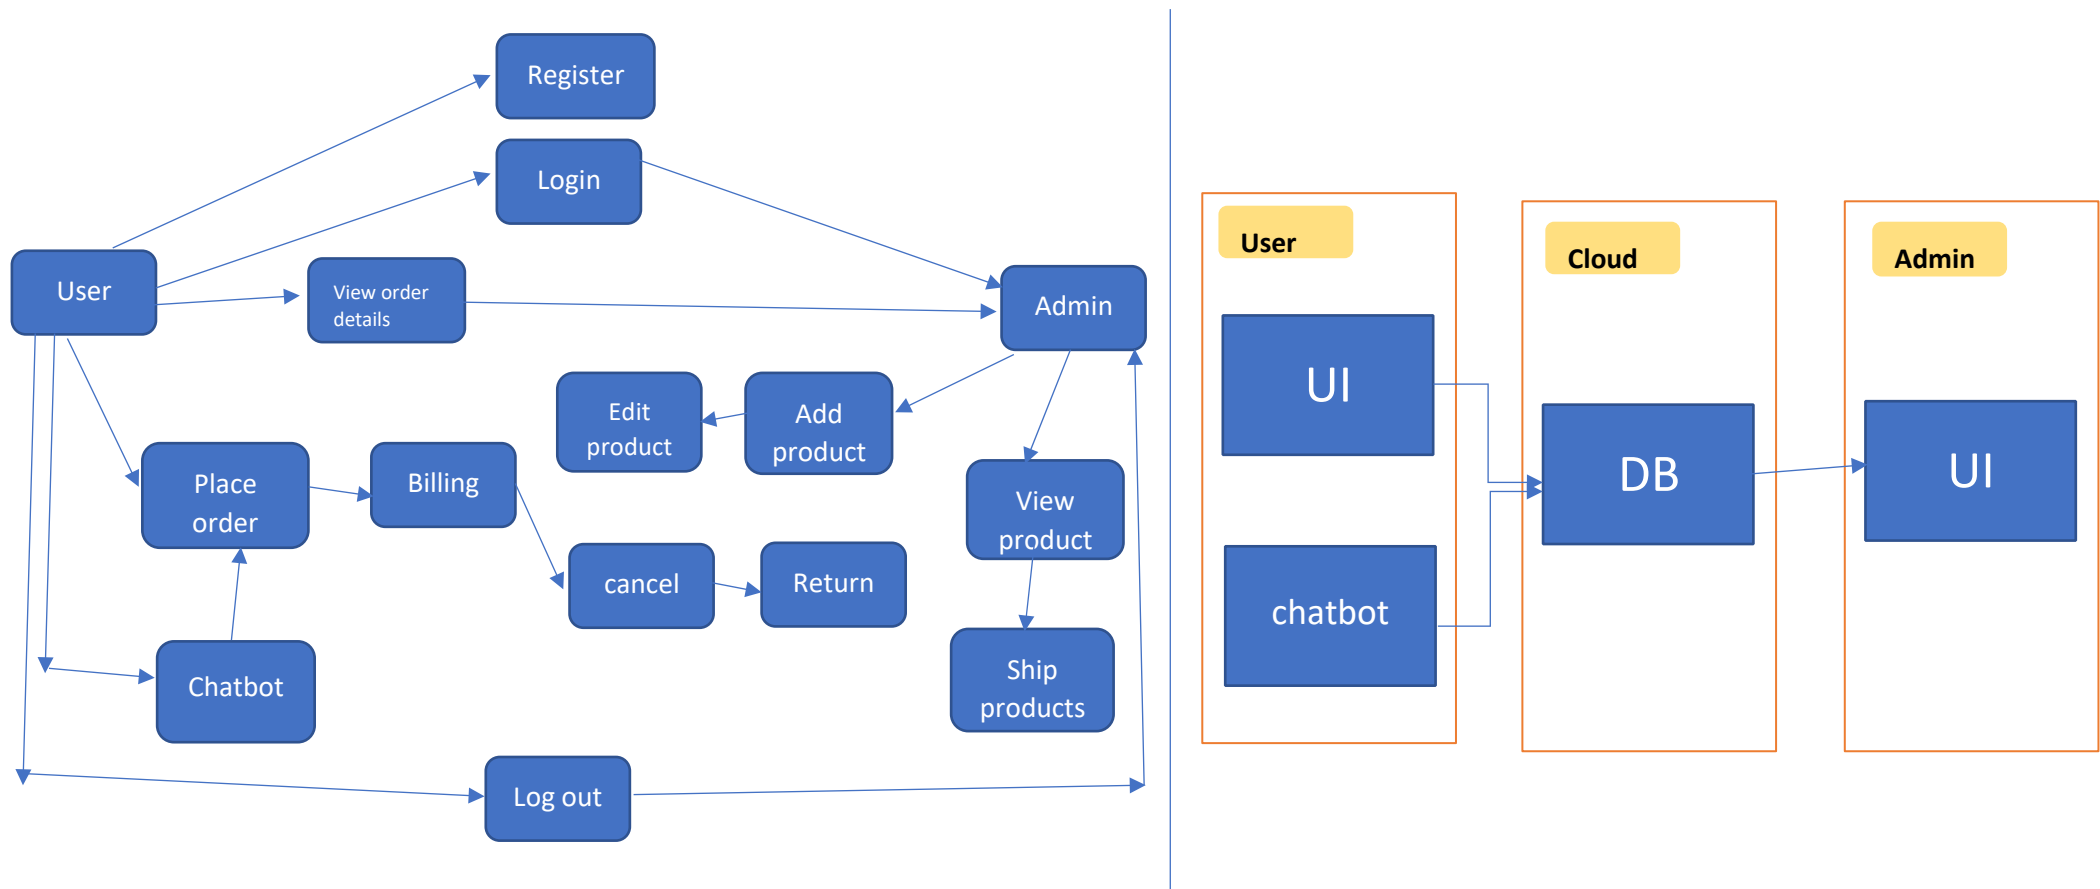 Register
Login
User
View order
details
Admin
Edit
product
Add
product
Place
order
Billing
View
product
cancel
Return
Chatbot
Ship
products
Log out
User
UI
chatbot
Cloud
DB
Admin
UI